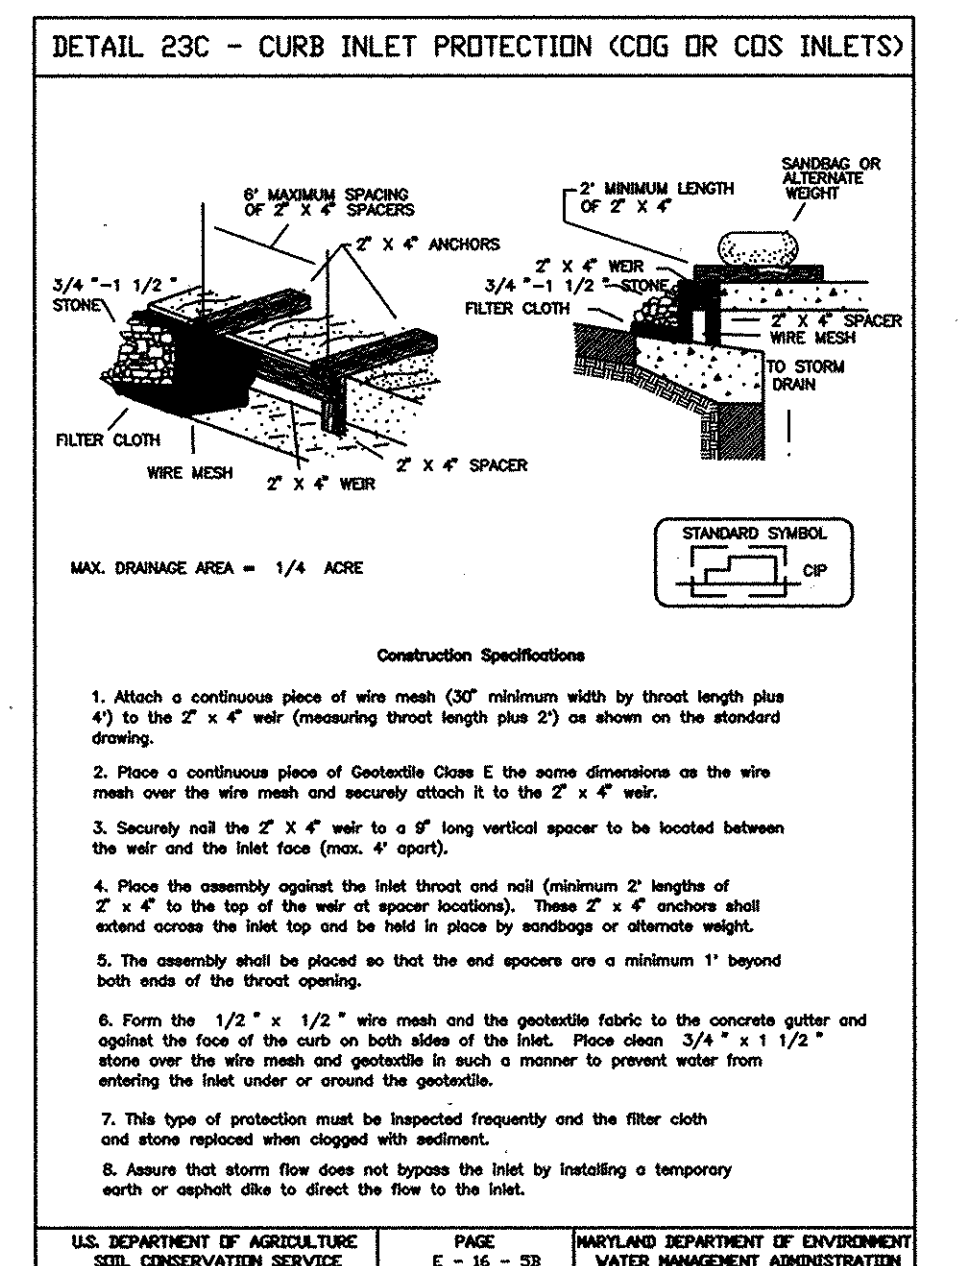 DETAIL 23C - CURB INLET PROTECTION (COG OR COS INLETS)
6' MAXIMUM SPACING
OF 2" X 4" SPACERS
2" X 4" ANCHORS
3/4 "-1 1/2 "
STONE
FILTER CLOTH
WIRE MESH
2" X 4" WEIR
2" X 4" SPACER
SANDBAG OR
ALTERNATE
WEIGHT
2' MINIMUM LENGTH
OF 2" X 4"
2" X 4" WEIR
3/4 "-1 1/2 "-STONE
FILTER CLOTH
2" X 4" SPACER
WIRE MESH
TO STORM
DRAIN
MAX. DRAINAGE AREA = 1/4 ACRE
STANDARD SYMBOL
CIP
Construction Specifications
1. Attach a continuous piece of wire mesh (30" minimum width by throat length plus
4') to the 2" x 4" weir (measuring throat length plus 2') as shown on the standard
drawing.
2. Place a continuous piece of Geotextile Class E the same dimensions as the wire
mesh over the wire mesh and securely attach it to the 2" x 4" weir.
3. Securely nail the 2" X 4" weir to a 9" long vertical spacer to be located between
the weir and the inlet face (max. 4' apart).
4. Place the assembly against the inlet throat and nail (minimum 2' lengths of
2" x 4" to the top of the weir at spacer locations). These 2" x 4" anchors shall
extend across the inlet top and be held in place by sandbags or alternate weight.
5. The assembly shall be placed so that the end spacers are a minimum 1' beyond
both ends of the throat opening.
6. Form the 1/2 " x 1/2 " wire mesh and the geotextile fabric to the concrete gutter and
against the face of the curb on both sides of the inlet. Place clean 3/4 " x 1 1/2 "
stone over the wire mesh and geotextile in such a manner to prevent water from
entering the inlet under or around the geotextile.
7. This type of protection must be inspected frequently and the filter cloth
and stone replaced when clogged with sediment.
8. Assure that storm flow does not bypass the inlet by installing a temporary
earth or asphalt dike to direct the flow to the inlet.
U.S. DEPARTMENT OF AGRICULTURE
SOIL CONSERVATION SERVICE
PAGE
E - 16 - 5B
MARYLAND DEPARTMENT OF ENVIRONMENT
WATER MANAGEMENT ADMINISTRATION